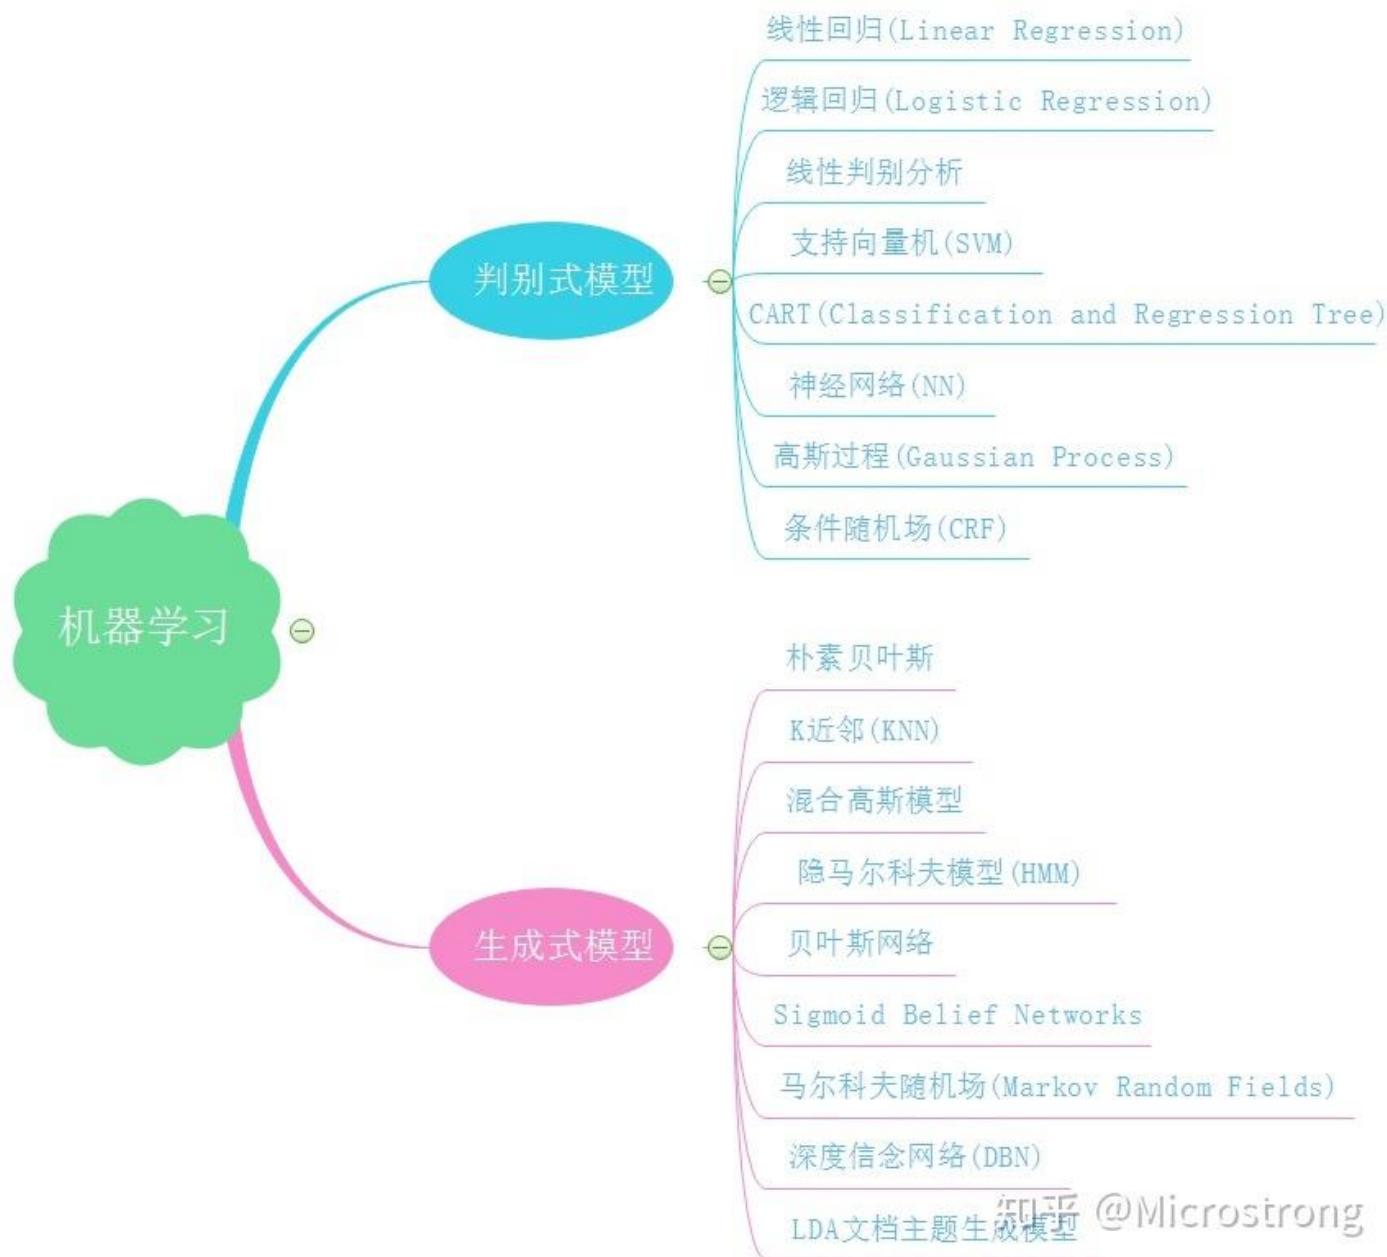 机器学习
判别式模型
线性回归(Linear Regression)
逻辑回归(Logistic Regression)
线性判别分析
支持向量机(SVM)
CART(Classification and Regression Tree)
神经网络(NN)
高斯过程(Gaussian Process)
条件随机场(CRF)
生成式模型
朴素贝叶斯
K近邻(KNN)
混合高斯模型
隐马尔科夫模型(HMM)
贝叶斯网络
Sigmoid Belief Networks
马尔科夫随机场(Markov Random Fields)
深度信念网络(DBN)
LDA文档主题生成模型
知乎 @Microstrong